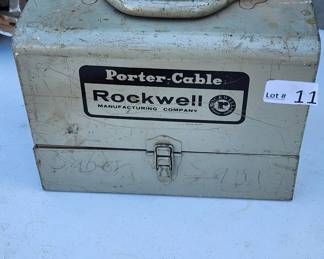 Porter-Cable
Rockwell
MANUFACTURING COMPANY
Lot # 11